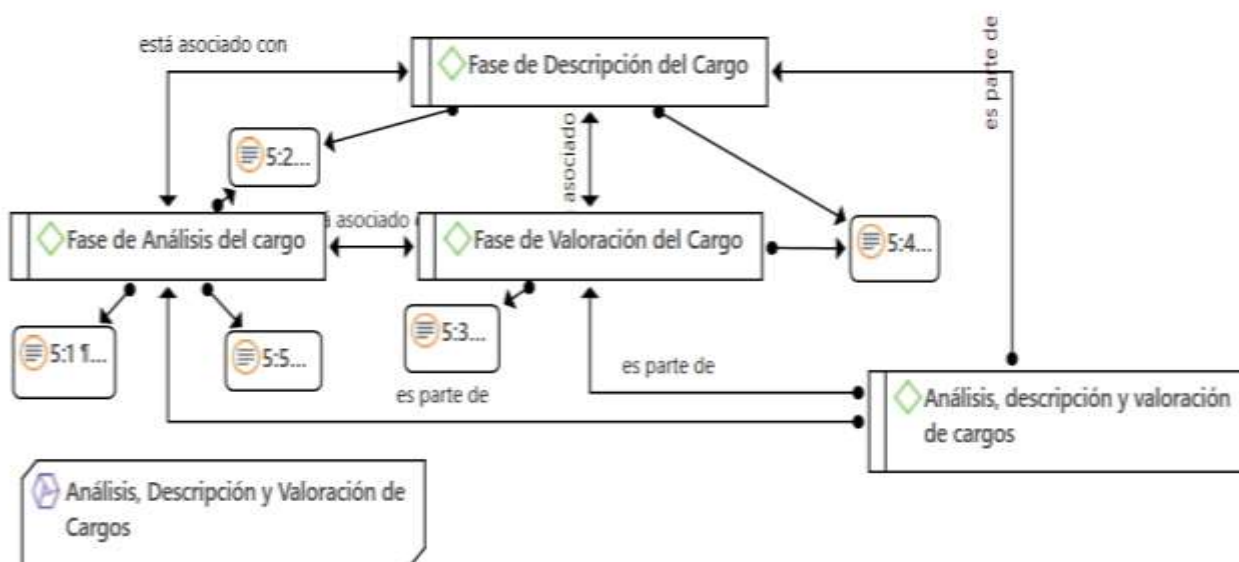 está asociado con
Fase de Descripción del Cargo
es parte de
5:2...
asociado
Fase de Análisis del cargo
asociado
Fase de Valoración del Cargo
5:4...
5:1 ¶...
5:5...
5:3...
es parte de
es parte de
Análisis, descripción y valoración
de cargos
Análisis, Descripción y Valoración de
Cargos